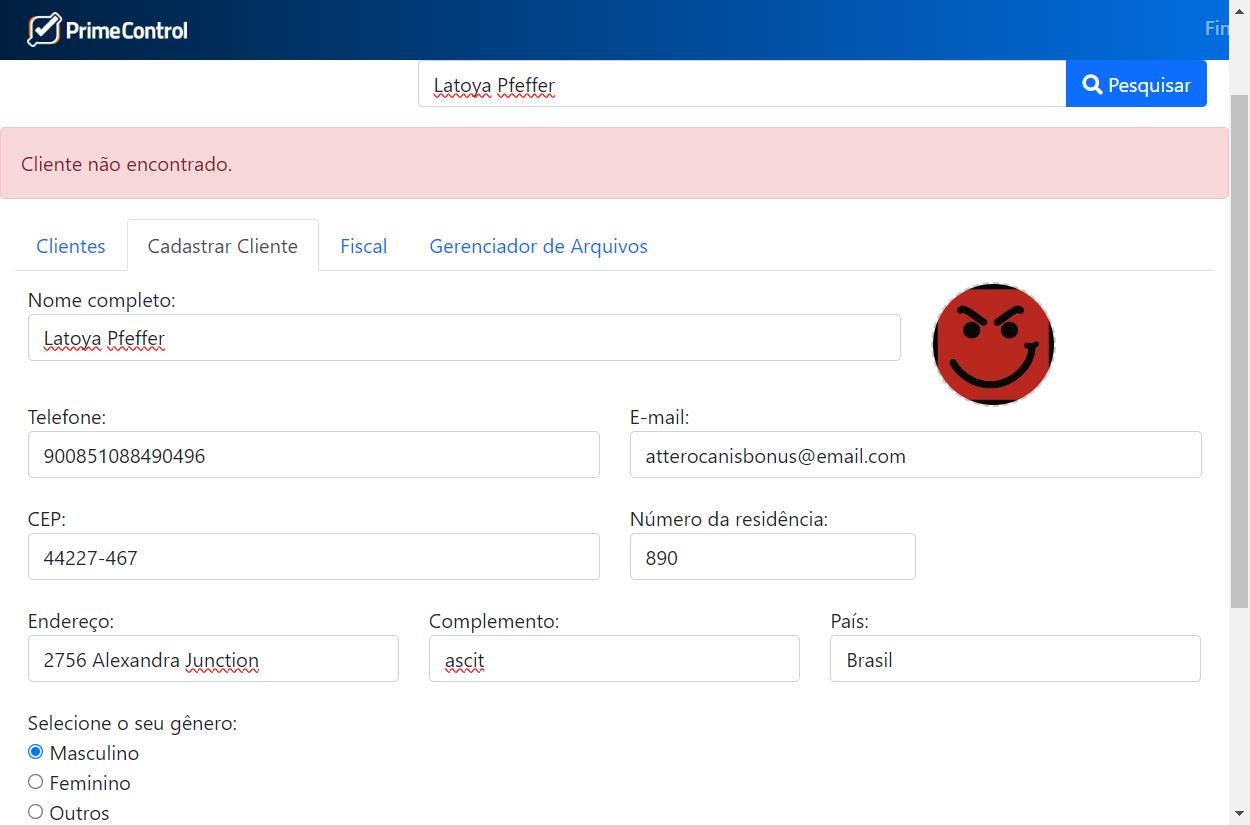 PrimeControl
Fin
Latoya Pfeffer
Pesquisar
Cliente não encontrado.
Clientes
Cadastrar Cliente
Fiscal
Gerenciador de Arquivos
Nome completo:
Latoya Pfeffer
Telefone:
E-mail:
900851088490496
atterocanisbonus@email.com
CEP:
Número da residência:
44227-467
890
Endereço:
Complemento:
País:
2756 Alexandra Junction
ascit
Brasil
Selecione o seu gênero:
Masculino
Feminino
Outros